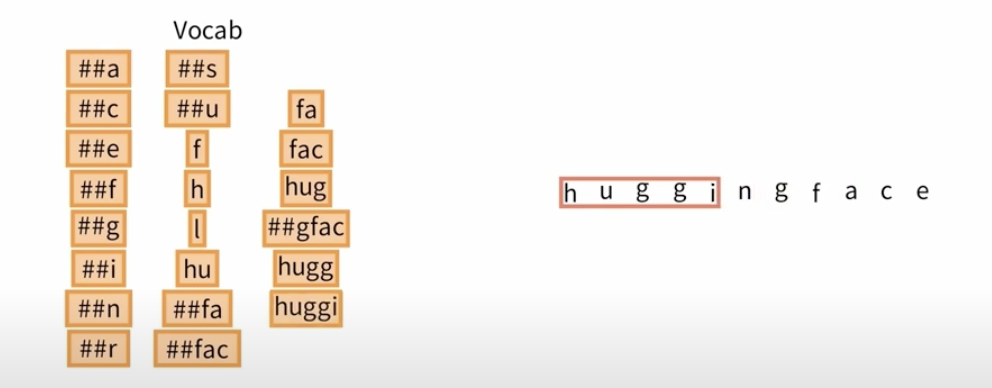 Vocab
##a ##s
##c ##u fa
##e f fac
##f h hug
##g l ##gfac
##i hu hugg
##n ##fa huggi
##r ##fac
h u g g i n g f a c e